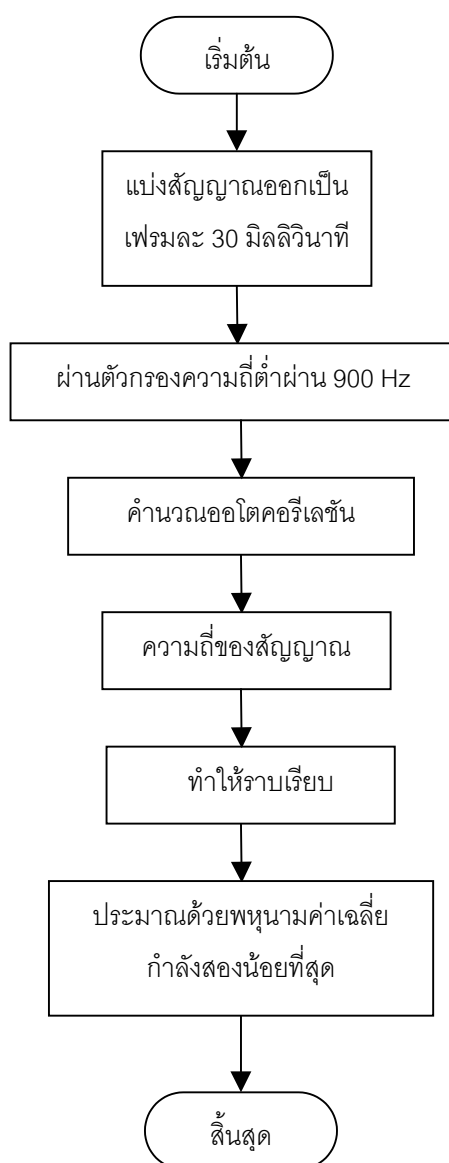 เริ่มต้น
แบ่งสัญญาณออกเป็น
เฟรมละ 30 มิลลิวินาที
ผ่านตัวกรองความถี่ต่ำผ่าน 900 Hz
คำนวณออโตคอรีเลชัน
ความถี่ของสัญญาณ
ทำให้ราบเรียบ
ประมาณด้วยพหุนามค่าเฉลี่ย
กำลังสองน้อยที่สุด
สิ้นสุด